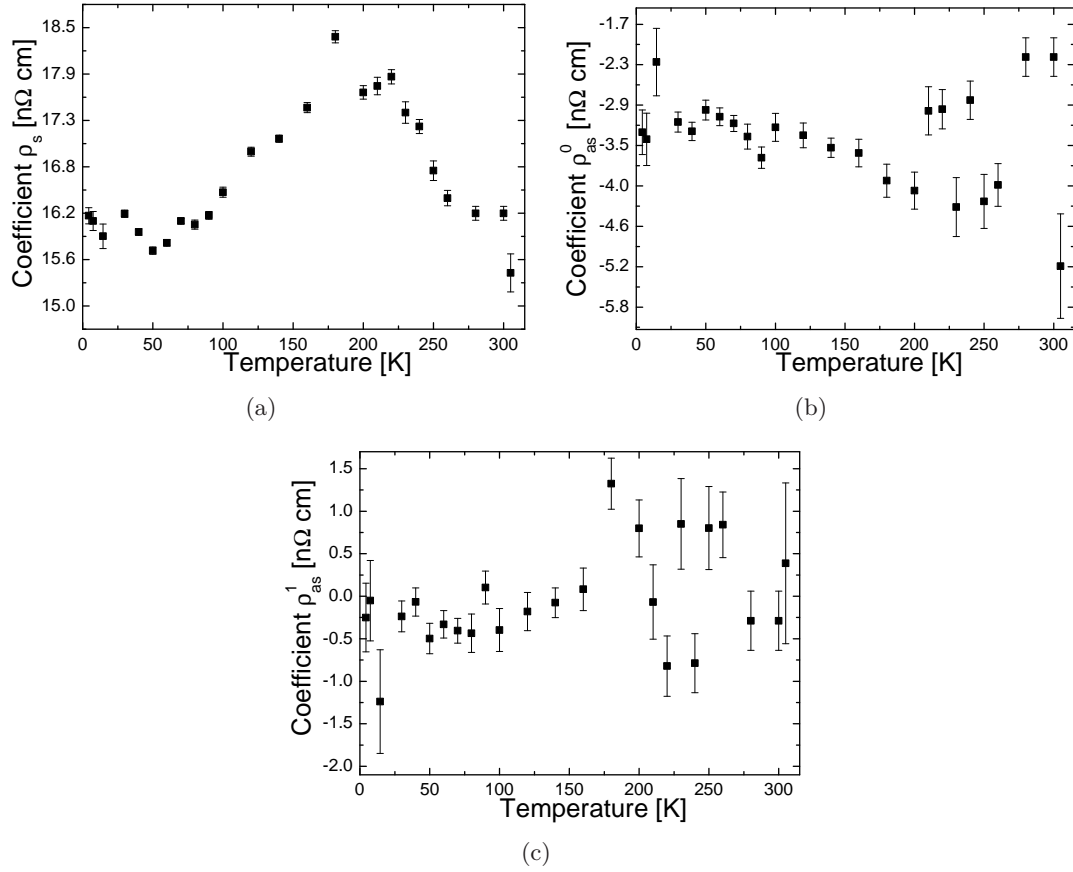 18.5
17.9
17.3
16.8
16.2
15.6
15.0
0 50 100 150 200 250 300
Coefficient ρs [nΩ cm]
Temperature [K]
(a)
-1.7
-2.3
-2.9
-3.5
-4.0
-4.6
-5.2
-5.8
0 50 100 150 200 250 300
Coefficient ρ⁰as [nΩ cm]
Temperature [K]
(b)
1.5
1.0
0.5
0.0
-0.5
-1.0
-1.5
-2.0
0 50 100 150 200 250 300
Coefficient ρ¹as [nΩ cm]
Temperature [K]
(c)